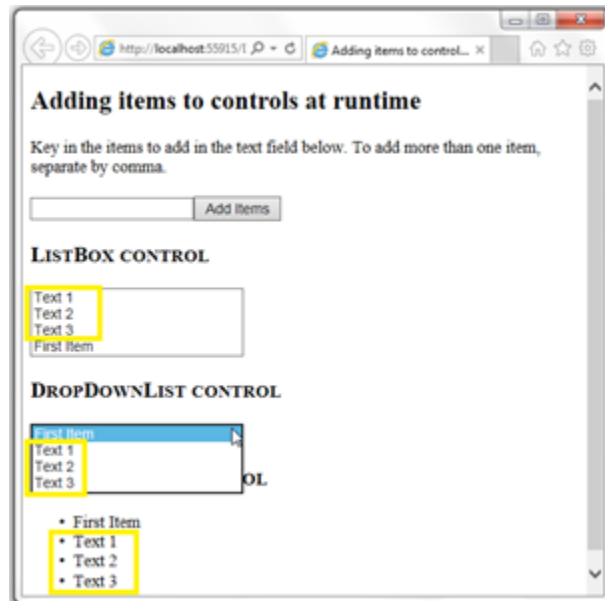 http://localhost:55915/
Adding items to control...
Adding items to controls at runtime
Key in the items to add in the text field below. To add more than one item,
separate by comma.
Add Items
LISTBOX CONTROL
Text 1
Text 2
Text 3
First Item
DROPDOWNLIST CONTROL
First Item
Text 1
Text 2
Text 3
OL
• First Item
• Text 1
• Text 2
• Text 3